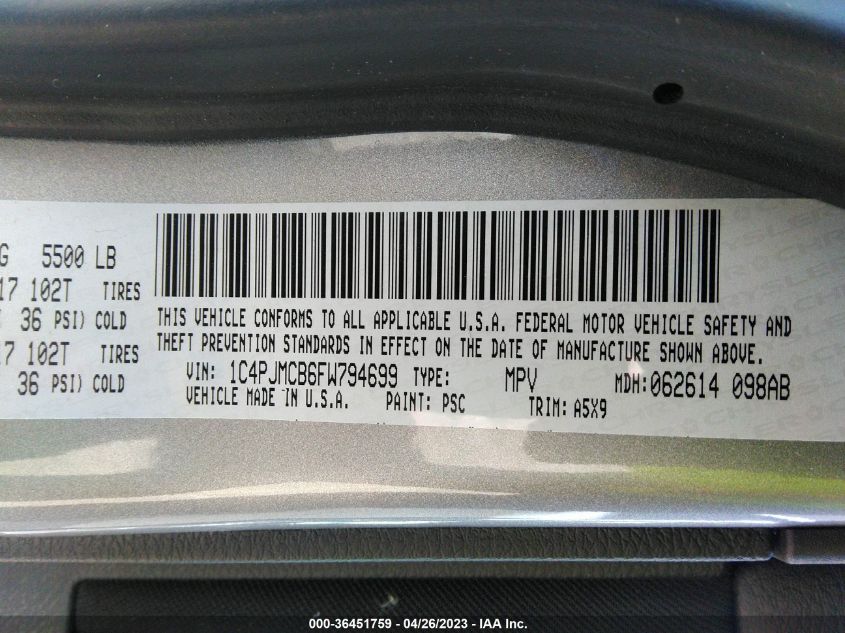 G 5500 LB
17 102T TIRES
36 PSI) COLD
17 102T TIRES
36 PSI) COLD
THIS VEHICLE CONFORMS TO ALL APPLICABLE U.S.A. FEDERAL MOTOR VEHICLE SAFETY AND
THEFT PREVENTION STANDARDS IN EFFECT ON THE DATE OF MANUFACTURE SHOWN ABOVE.
VIN: 1C4PJMCB6FW794699 TYPE: MPV MDH:062614 098AB
VEHICLE MADE IN U.S.A. PAINT: PSC TRIM: A5X9
000-36451759 - 04/26/2023 - IAA Inc.